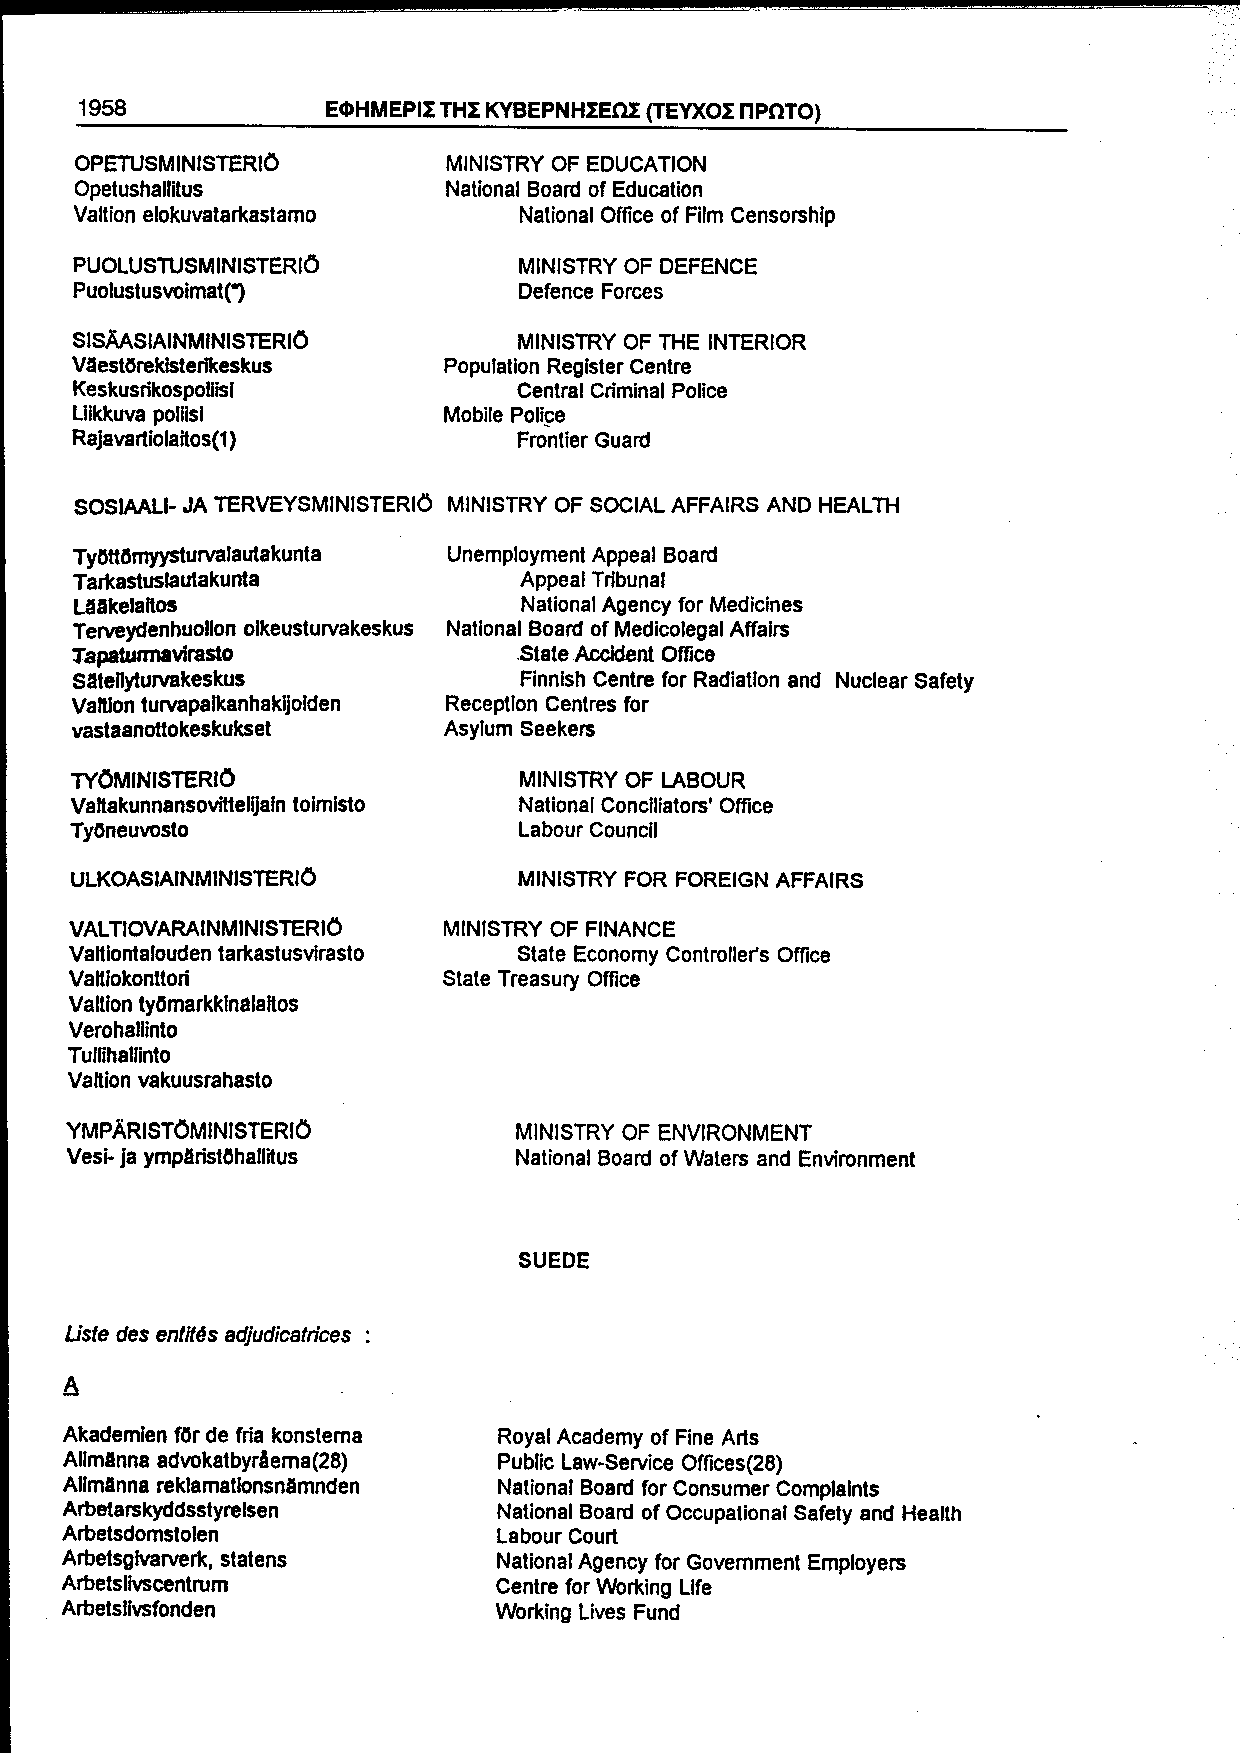 1958 ΕΦΗΜΕΡΙΣ ΤΗΣ ΚΥΒΕΡΝΗΣΕΩΣ (ΤΕΥΧΟΣ ΠΡΩΤΟ)
OPETUSMINISTERIÖ MINISTRY OF EDUCATION
Opetushallitus National Board of Education
Valtion elokuvatarkastamo National Office of Film Censorship
PUOLUSTUSMINISTERIÖ MINISTRY OF DEFENCE
Puolustusvoimat(*) Defence Forces
SISÄASIAINMINISTERIÖ MINISTRY OF THE INTERIOR
Väestörekisterikeskus Population Register Centre
Keskusrikospoliisi Central Criminal Police
Liikkuva poliisi Mobile Police
Rajavartiolaitos(1) Frontier Guard
SOSIAALI- JA TERVEYSMINISTERIÖ MINISTRY OF SOCIAL AFFAIRS AND HEALTH
Työttömyysturvalautakunta Unemployment Appeal Board
Tarkastuslautakunta Appeal Tribunal
Lääkelaitos National Agency for Medicines
Terveydenhuollon oikeusturvakeskus National Board of Medicolegal Affairs
Tapaturmavirasto State Accident Office
Säteilyturvakeskus Finnish Centre for Radiation and Nuclear Safety
Valtion turvapaikanhakijoiden Reception Centres for
vastaanottokeskukset Asylum Seekers
TYÖMINISTERIÖ MINISTRY OF LABOUR
Valtakunnansovittelijain toimisto National Conciliators' Office
Työneuvosto Labour Council
ULKOASIAINMINISTERIÖ MINISTRY FOR FOREIGN AFFAIRS
VALTIOVARAINMINISTERIÖ MINISTRY OF FINANCE
Valtiontalouden tarkastusvirasto State Economy Controller's Office
Valtiokonttori State Treasury Office
Valtion työmarkkinalaitos
Verohallinto
Tullihallinto
Valtion vakuusrahasto
YMPÄRISTÖMINISTERIÖ MINISTRY OF ENVIRONMENT
Vesi- ja ympäristöhallitus National Board of Waters and Environment
SUEDE
Liste des entités adjudicatrices :
A
Akademien för de fria konsterna Royal Academy of Fine Arts
Allmänna advokatbyråerna(28) Public Law-Service Offices(28)
Allmänna reklamationsnämnden National Board for Consumer Complaints
Arbetarskyddsstyrelsen National Board of Occupational Safety and Health
Arbetsdomstolen Labour Court
Arbetsgivarverk, statens National Agency for Government Employers
Arbetslivscentrum Centre for Working Life
Arbetslivsfonden Working Lives Fund